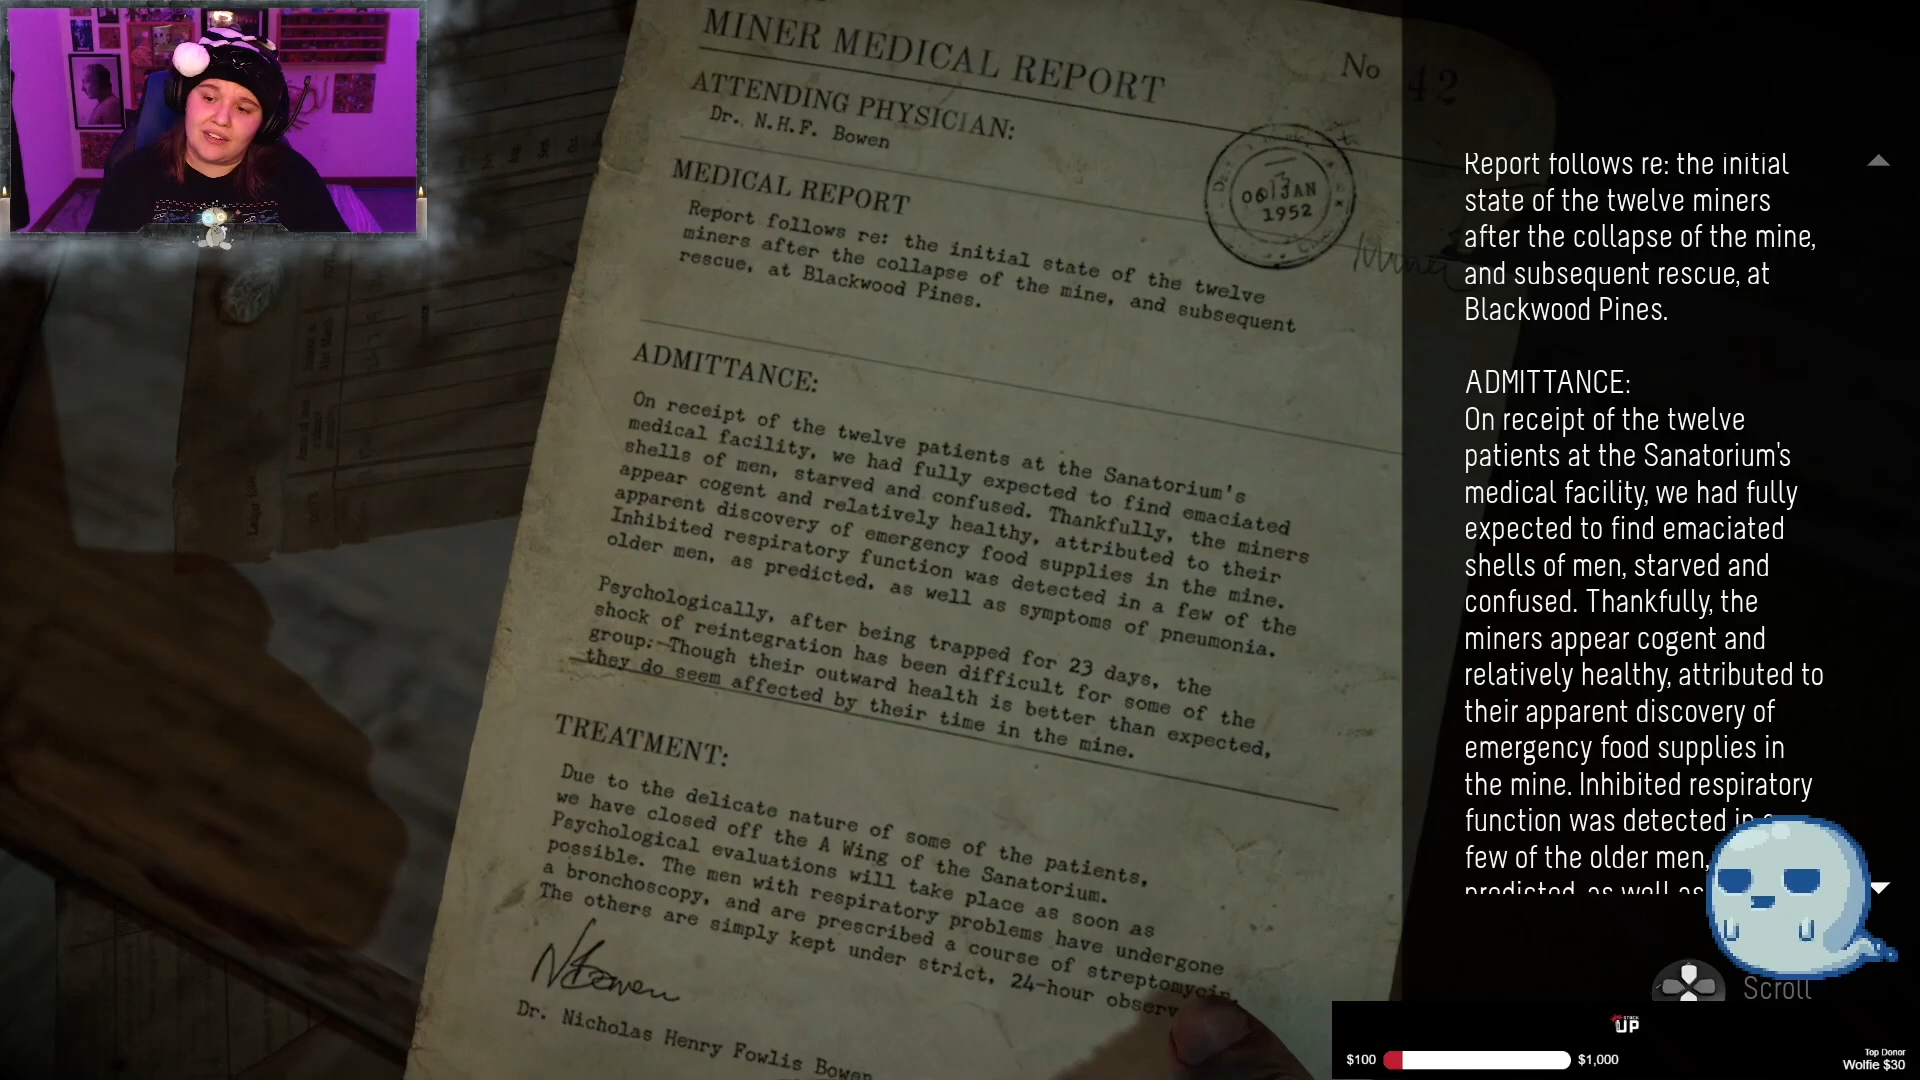 MINER MEDICAL REPORT
No 42
ATTENDING PHYSICIAN:
Dr. N.H.F. Bowen
06 JAN
1952
MEDICAL REPORT
Report follows re: the initial state of the twelve
miners after the collapse of the mine, and subsequent
rescue, at Blackwood Pines.
ADMITTANCE:
On receipt of the twelve patients at the Sanatorium's
medical facility, we had fully expected to find emaciated
shells of men, starved and confused. Thankfully, the miners
appear cogent and relatively healthy, attributed to their
apparent discovery of emergency food supplies in the mine.
Inhibited respiratory function was detected in a few of the
older men, as predicted, as well as symptoms of pneumonia.
Psychologically, after being trapped for 23 days, the
shock of reintegration has been difficult for some of the
group: Though their outward health is better than expected,
they do seem affected by their time in the mine.
TREATMENT:
Due to the delicate nature of some of the patients,
we have closed off the A Wing of the Sanatorium.
Psychological evaluations will take place as soon as
possible. The men with respiratory problems have undergone
a bronchoscopy, and are prescribed a course of streptomycin.
The others are simply kept under strict, 24-hour observ
NBowen
Dr. Nicholas Henry Fowlis Bowen
Report follows re: the initial
state of the twelve miners
after the collapse of the mine,
and subsequent rescue, at
Blackwood Pines.
ADMITTANCE:
On receipt of the twelve
patients at the Sanatorium's
medical facility, we had fully
expected to find emaciated
shells of men, starved and
confused. Thankfully, the
miners appear cogent and
relatively healthy, attributed to
their apparent discovery of
emergency food supplies in
the mine. Inhibited respiratory
function was detected in a
few of the older men,
predicted, as well as
Scroll
STACK
UP
$100
$1,000
Top Donor
Wolfie $30